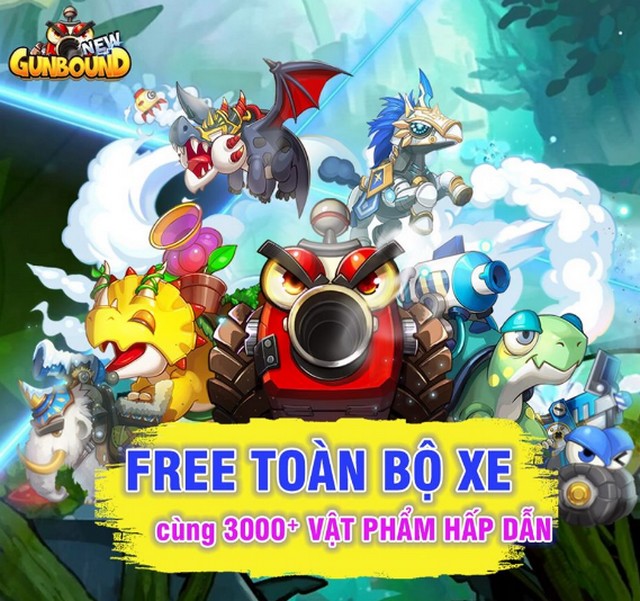 NEW
GUNBOUND
FREE TOÀN BỘ XE
cùng 3000⁺ VẬT PHẨM HẤP DẪN